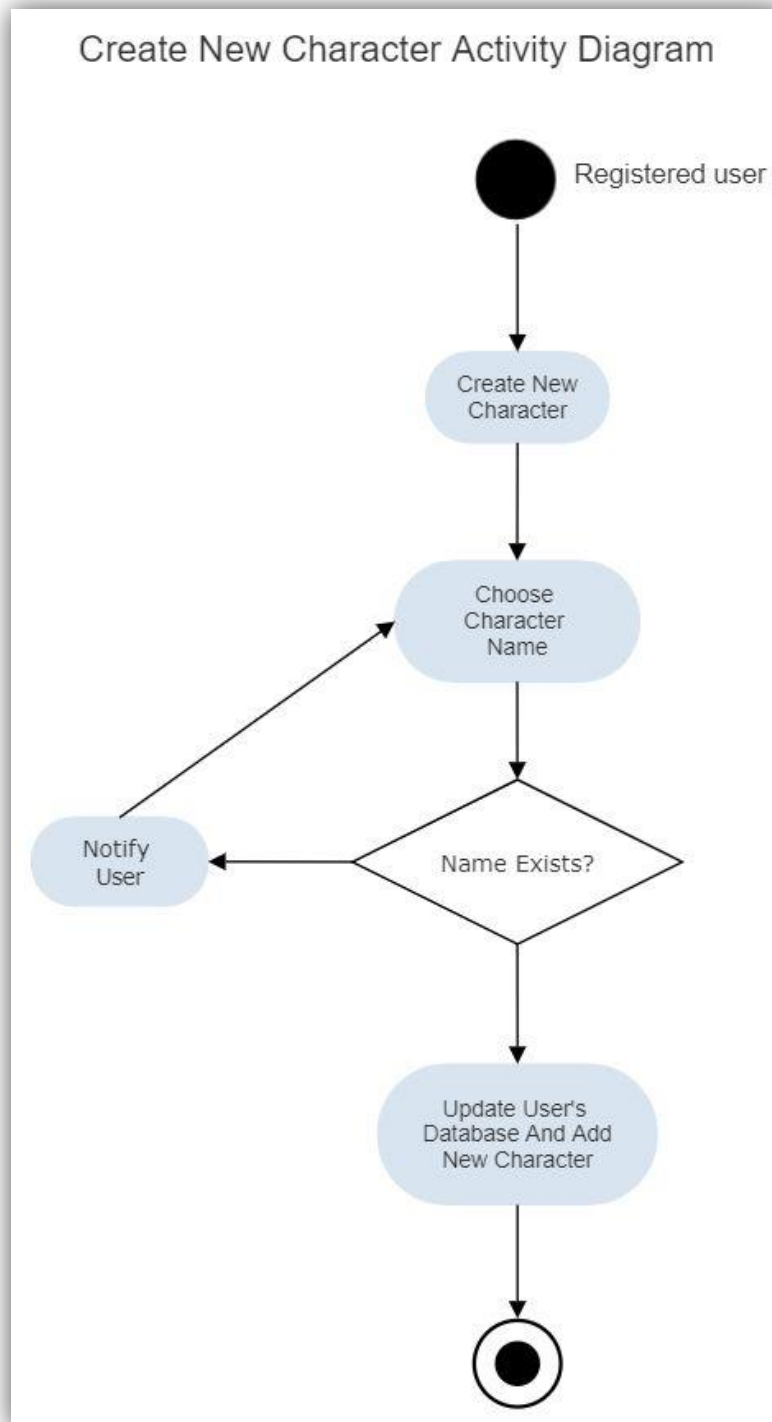 Create New Character Activity Diagram
Registered user
Create New
Character
Choose
Character
Name
Notify
User
Name Exists?
Update User's
Database And Add
New Character